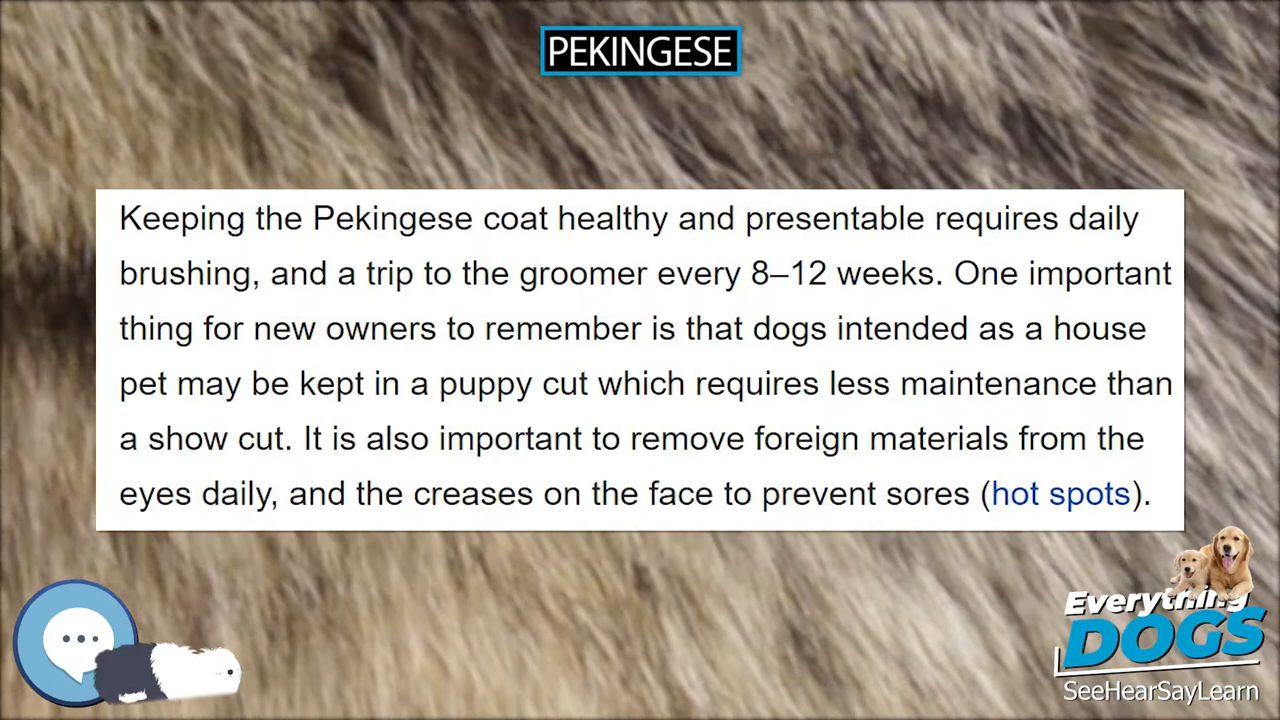 PEKINGESE
Keeping the Pekingese coat healthy and presentable requires daily
brushing, and a trip to the groomer every 8–12 weeks. One important
thing for new owners to remember is that dogs intended as a house
pet may be kept in a puppy cut which requires less maintenance than
a show cut. It is also important to remove foreign materials from the
eyes daily, and the creases on the face to prevent sores (hot spots).
Everything
DOGS
SeeHearSayLearn